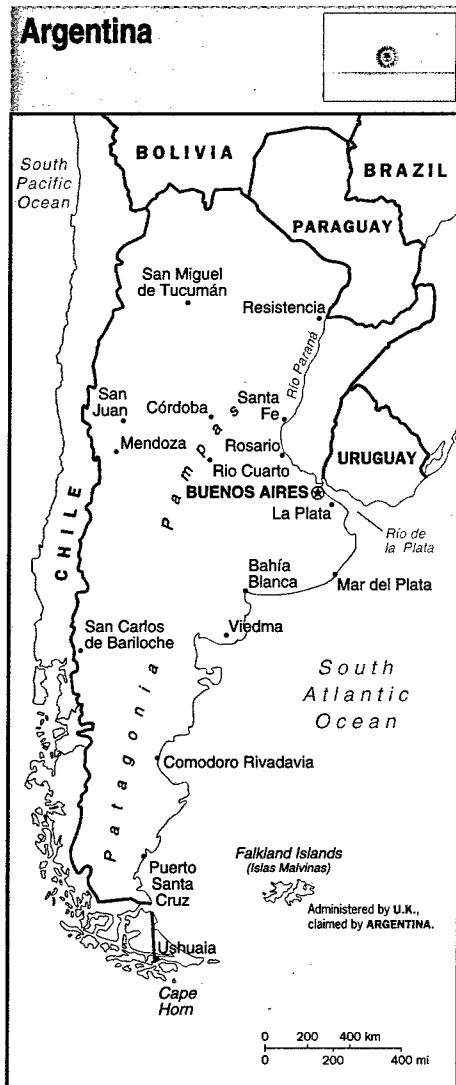 Argentina
South
Pacific
Ocean
BOLIVIA
BRAZIL
PARAGUAY
San Miguel
de Tucumán
Resistencia
Río Paraná
San
Juan
Córdoba
Santa
Fe
Mendoza
Pampas
Rosario
Rio Cuarto
URUGUAY
BUENOS AIRES
La Plata
Río de
la Plata
CHILE
Bahía
Blanca
Mar del Plata
San Carlos
de Bariloche
Viedma
South
Atlantic
Ocean
Patagonia
Comodoro Rivadavia
Puerto
Santa
Cruz
Falkland Islands
(Islas Malvinas)
Administered by U.K.,
claimed by ARGENTINA.
Ushuaia
Cape
Horn
0 200 400 km
0 200 400 mi